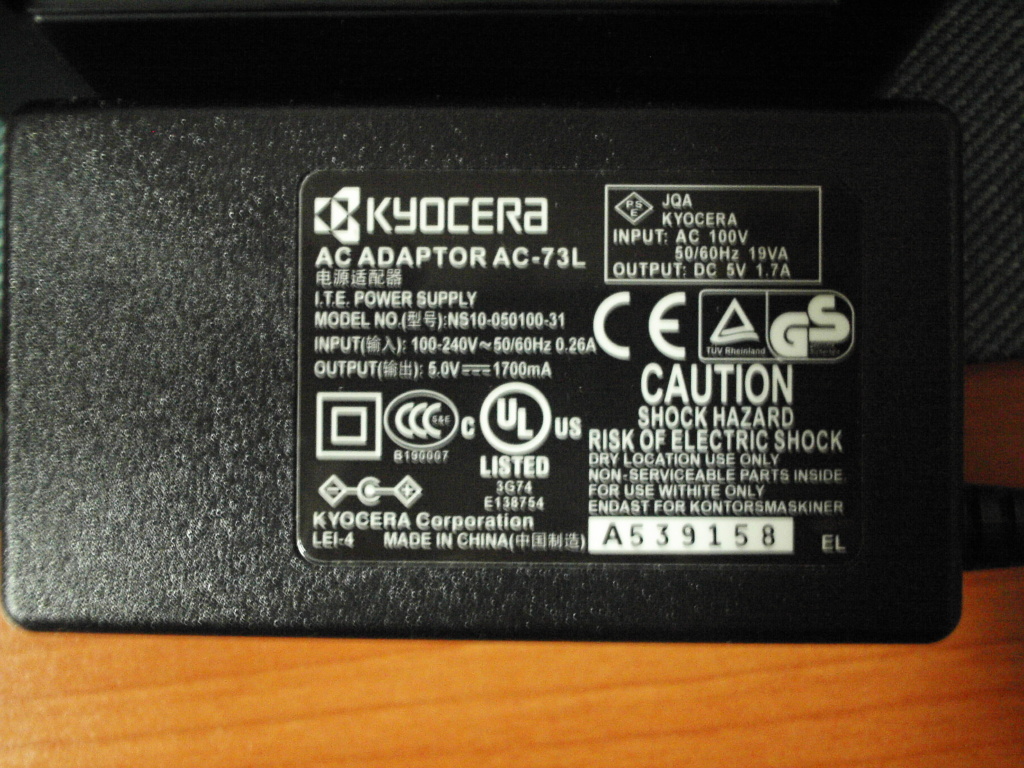 KYOCERA
AC ADAPTOR AC-73L
电源适配器
I.T.E. POWER SUPPLY
MODEL NO.(型号):NS10-050100-31
INPUT(输入): 100-240V~50/60Hz 0.26A
OUTPUT(输出): 5.0V⎓1700mA
CCC S&E
B190007
C UL US
LISTED
3G74
E138754
KYOCERA Corporation
LEI-4 MADE IN CHINA(中国制造)
PSE JQA
KYOCERA
INPUT: AC 100V
50/60Hz 19VA
OUTPUT: DC 5V 1.7A
CE
TÜV Rheinland
GS
CAUTION
SHOCK HAZARD
RISK OF ELECTRIC SHOCK
DRY LOCATION USE ONLY
NON-SERVICEABLE PARTS INSIDE
FOR USE WITHITE ONLY
ENDAST FOR KONTORSMASKINER
A539158
EL